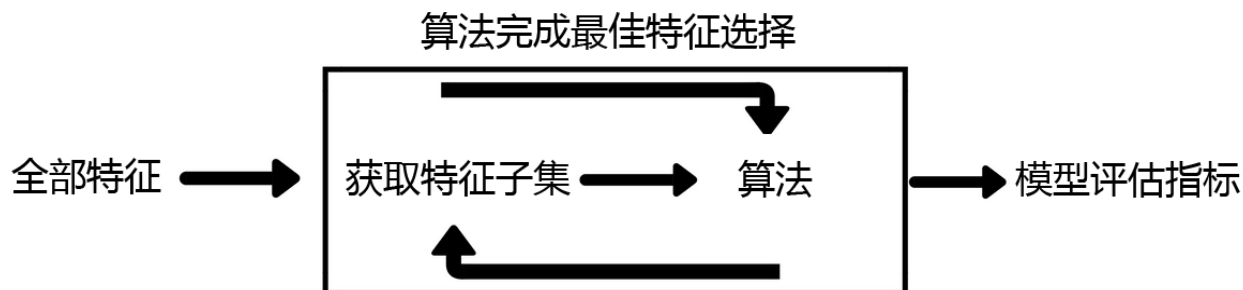 算法完成最佳特征选择
全部特征
获取特征子集
算法
模型评估指标